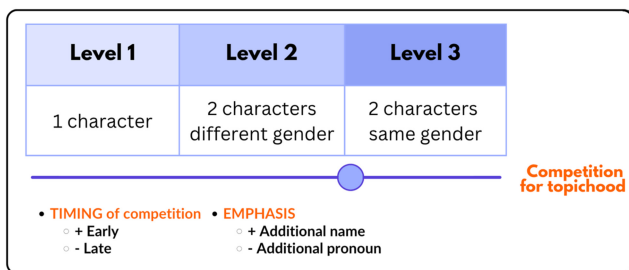 Level 1 Level 2 Level 3
1 character
2 characters
different gender
2 characters
same gender
Competition
for topichood
• TIMING of competition
○ + Early
○ - Late
• EMPHASIS
○ + Additional name
○ - Additional pronoun